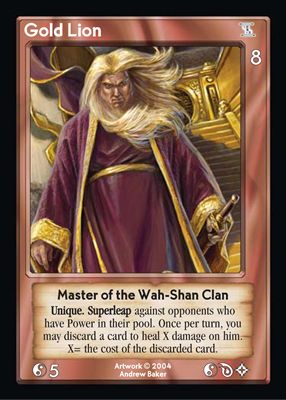 Gold Lion
8
Master of the Wah-Shan Clan
Unique. Superleap against opponents who
have Power in their pool. Once per turn, you
may discard a card to heal X damage on him.
X= the cost of the discarded card.
5
Artwork © 2004
Andrew Baker